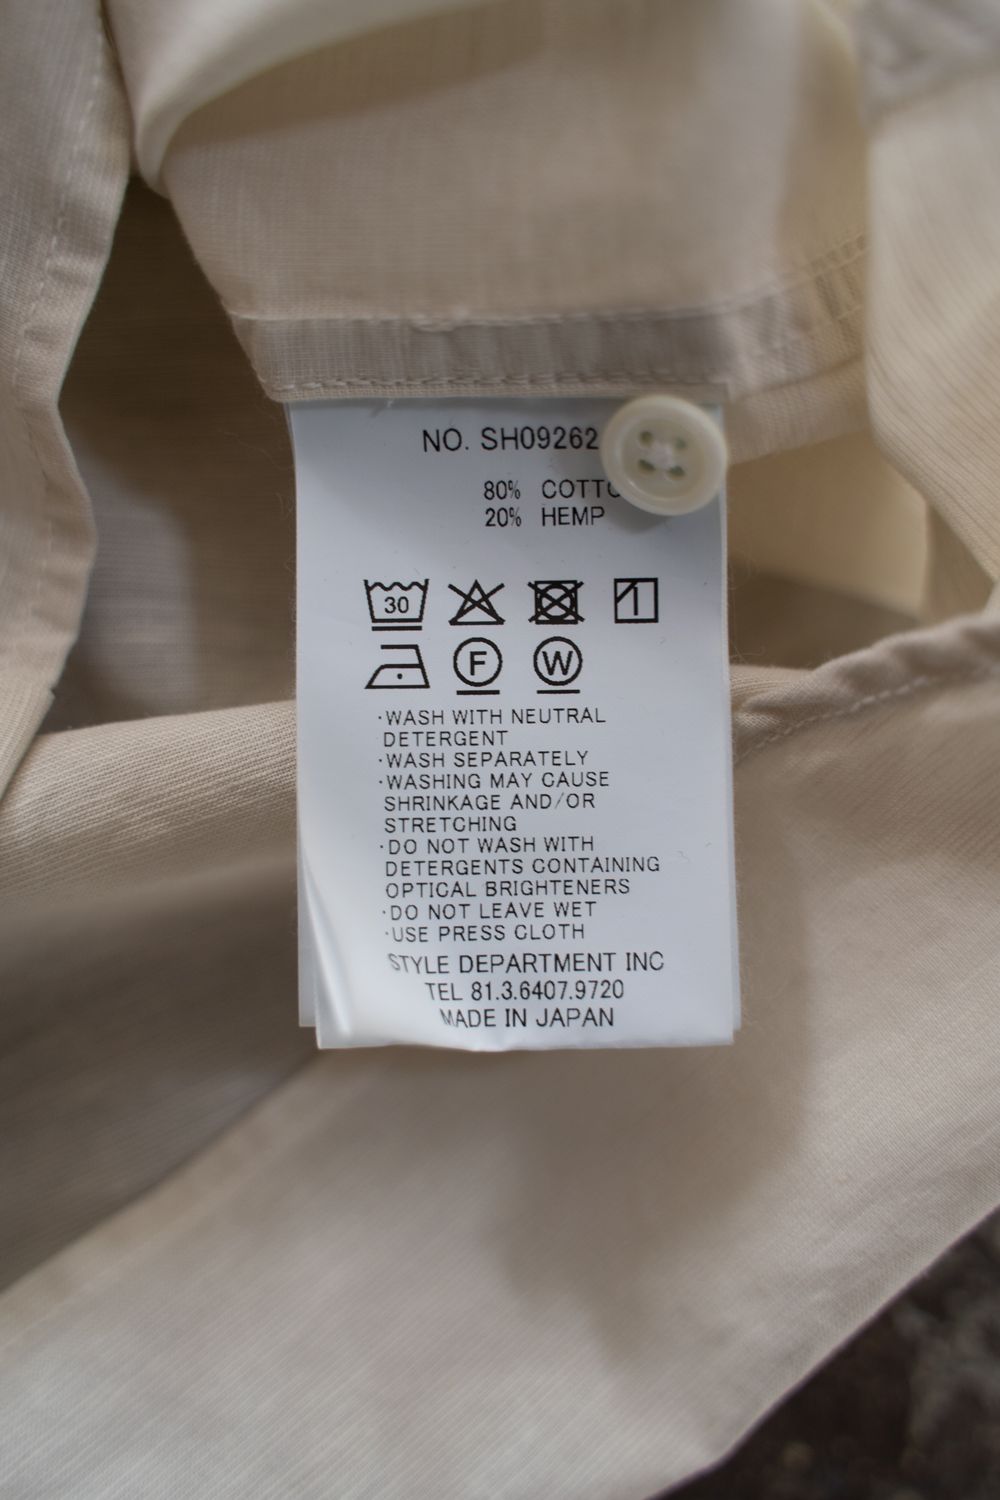 NO. SH09262
80% COTTO
20% HEMP
30
F W
·WASH WITH NEUTRAL
DETERGENT
·WASH SEPARATELY
·WASHING MAY CAUSE
SHRINKAGE AND/OR
STRETCHING
·DO NOT WASH WITH
DETERGENTS CONTAINING
OPTICAL BRIGHTENERS
·DO NOT LEAVE WET
·USE PRESS CLOTH
STYLE DEPARTMENT INC
TEL 81.3.6407.9720
MADE IN JAPAN